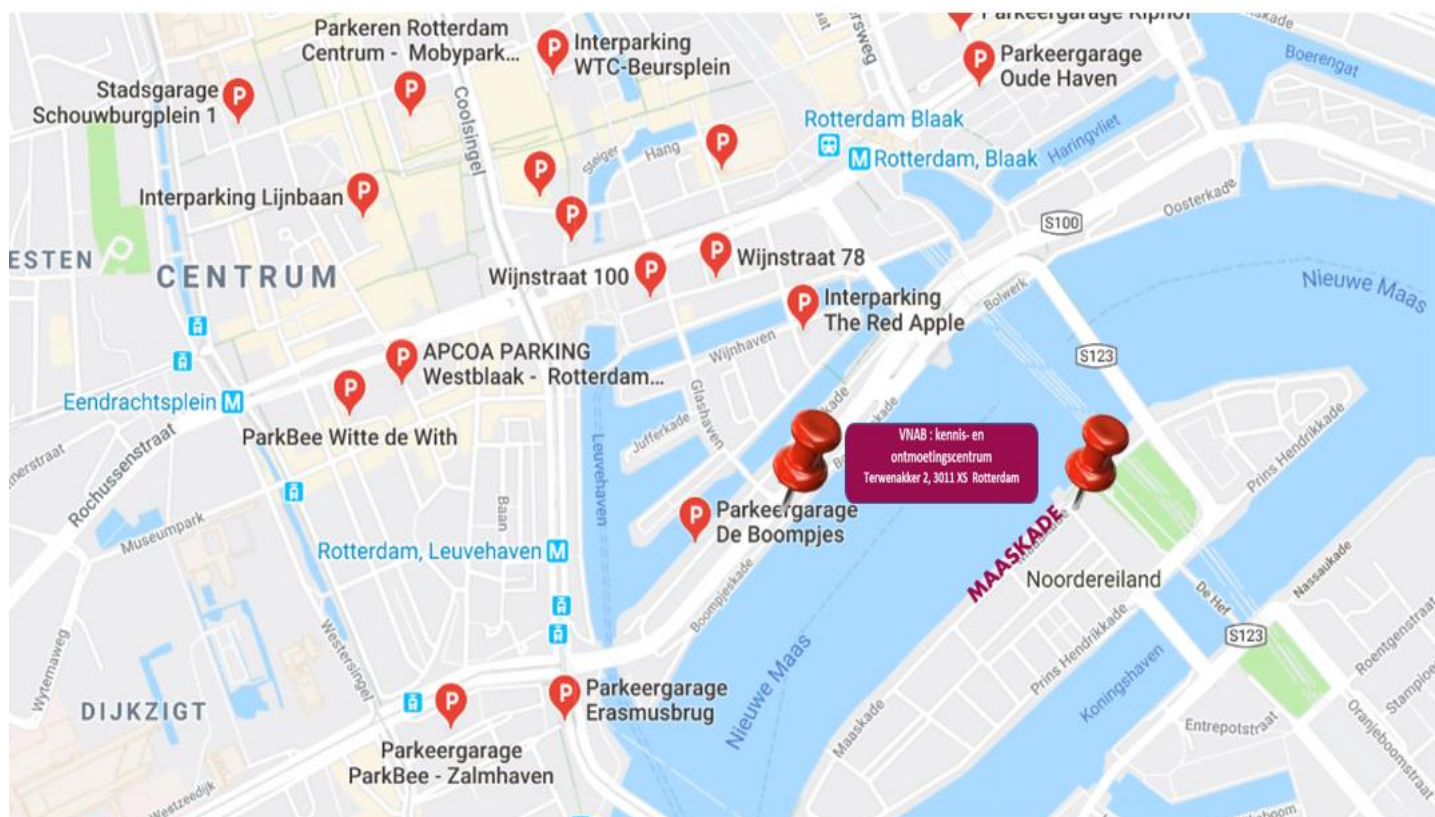 Parkeergarage Kiphof
Parkeren Rotterdam
Centrum - Mobypark...
Interparking
WTC-Beursplein
Parkeergarage
Oude Haven
Boerengat
Stadsgarage
Schouwburgplein 1
Coolsingel
Rotterdam Blaak
Rotterdam, Blaak
Haringvliet
Steiger
Hang
Interparking Lijnbaan
Oosterkade
S100
ESTEN
CENTRUM
Wijnstraat 100
Wijnstraat 78
Nieuwe Maas
Interparking
The Red Apple
Bolwerk
Wijnhaven
S123
APCOA PARKING
Westblaak - Rotterdam...
Eendrachtsplein
ParkBee Witte de With
Glashaven
Jufferkade
Leuvehaven
Rochussenstraat
VNAB : kennis- en
ontmoetingscentrum
Terwenakker 2, 3011 XS Rotterdam
Prins Hendrikkade
Museumpark
Baan
Parkeergarage
De Boompjes
MAASKADE
Rotterdam, Leuvehaven
Noordereiland
Nassaukade
De Hef
Boompjeskade
S123
Roentgenstraat
Wytemaweg
Westersingel
Prins Hendrikkade
Koningshaven
DIJKZIGT
Parkeergarage
Erasmusbrug
Nieuwe Maas
Maaskade
Entrepotstraat
Oranjeboomstraat
Parkeergarage
ParkBee - Zalmhaven
Westzeedijk